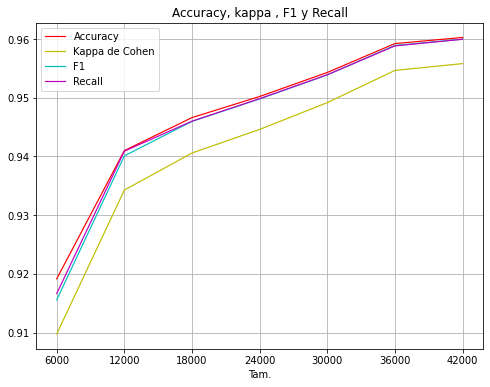 Accuracy, kappa , F1 y Recall
Accuracy
Kappa de Cohen
F1
Recall
0.96
0.95
0.94
0.93
0.92
0.91
6000 12000 18000 24000 30000 36000 42000
Tam.